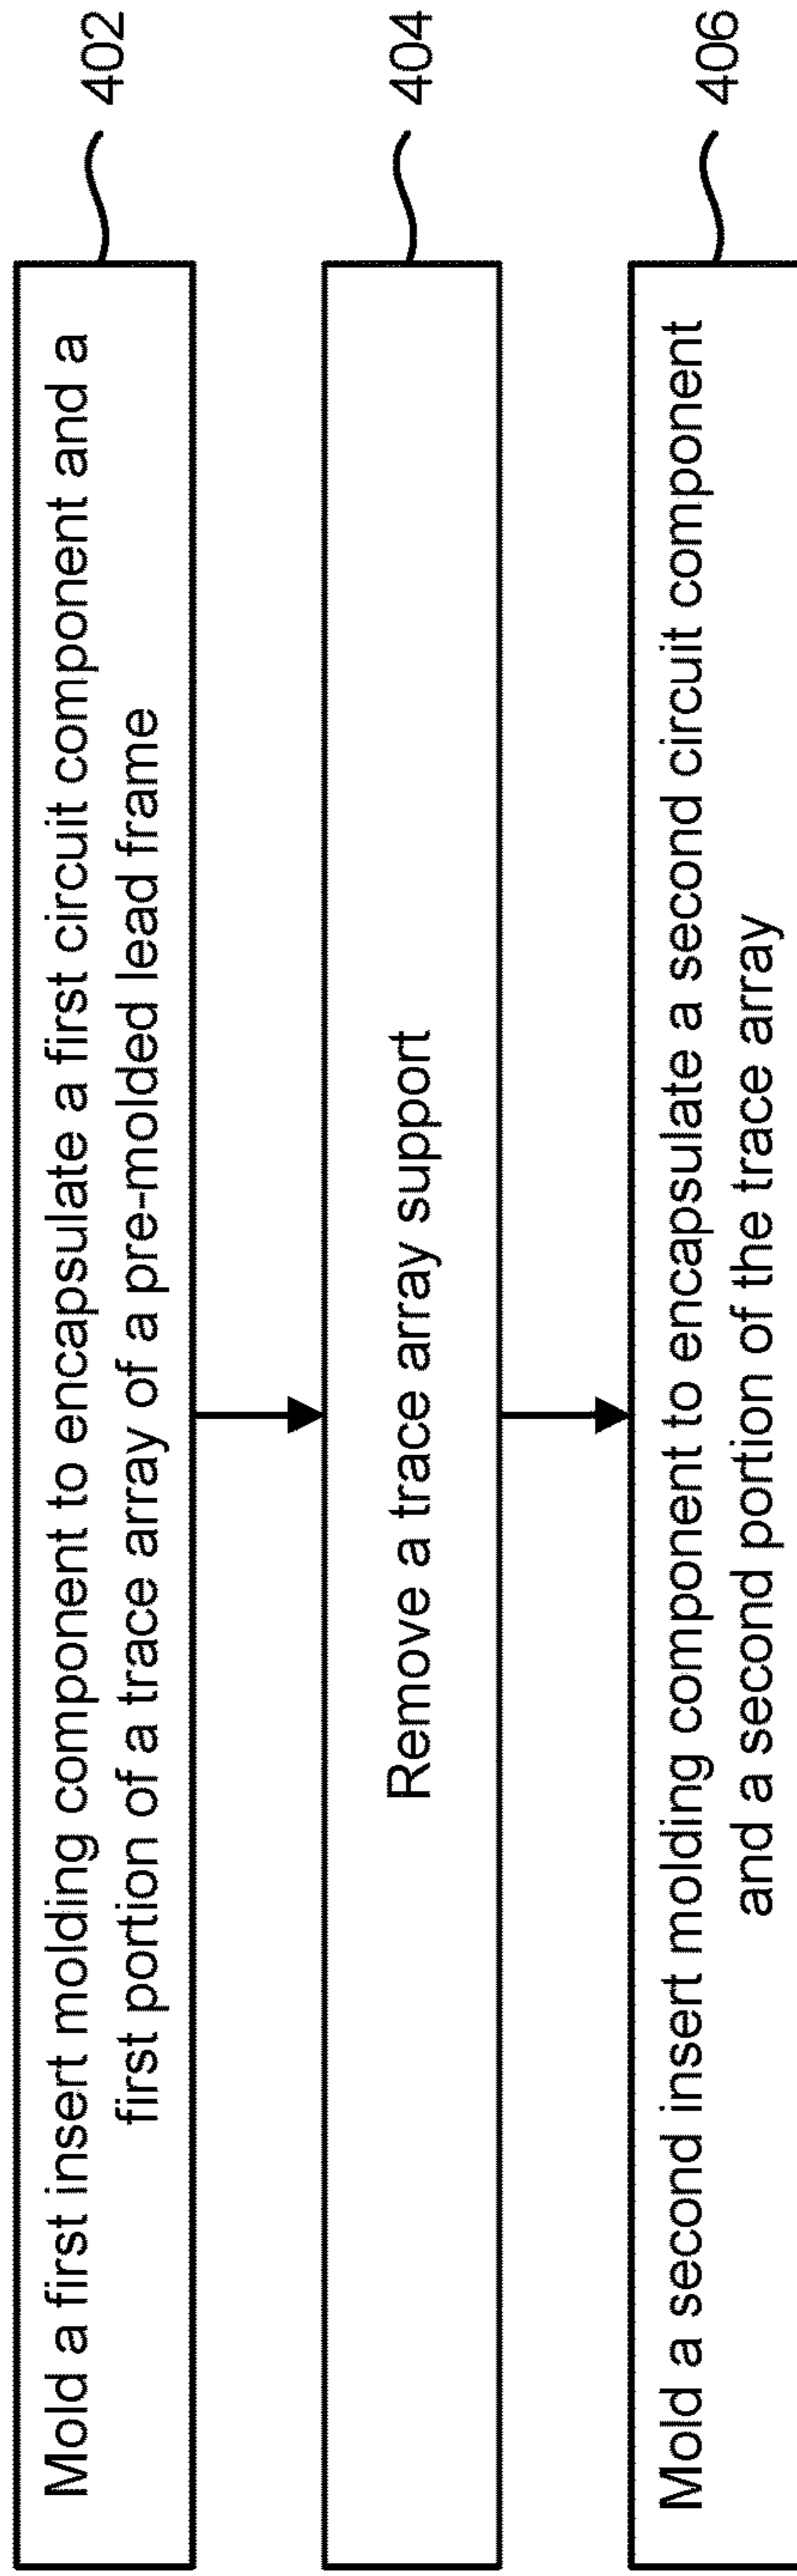 Mold a first insert molding component to encapsulate a first circuit component and a
first portion of a trace array of a pre-molded lead frame
402
Remove a trace array support
404
Mold a second insert molding component to encapsulate a second circuit component
and a second portion of the trace array
406